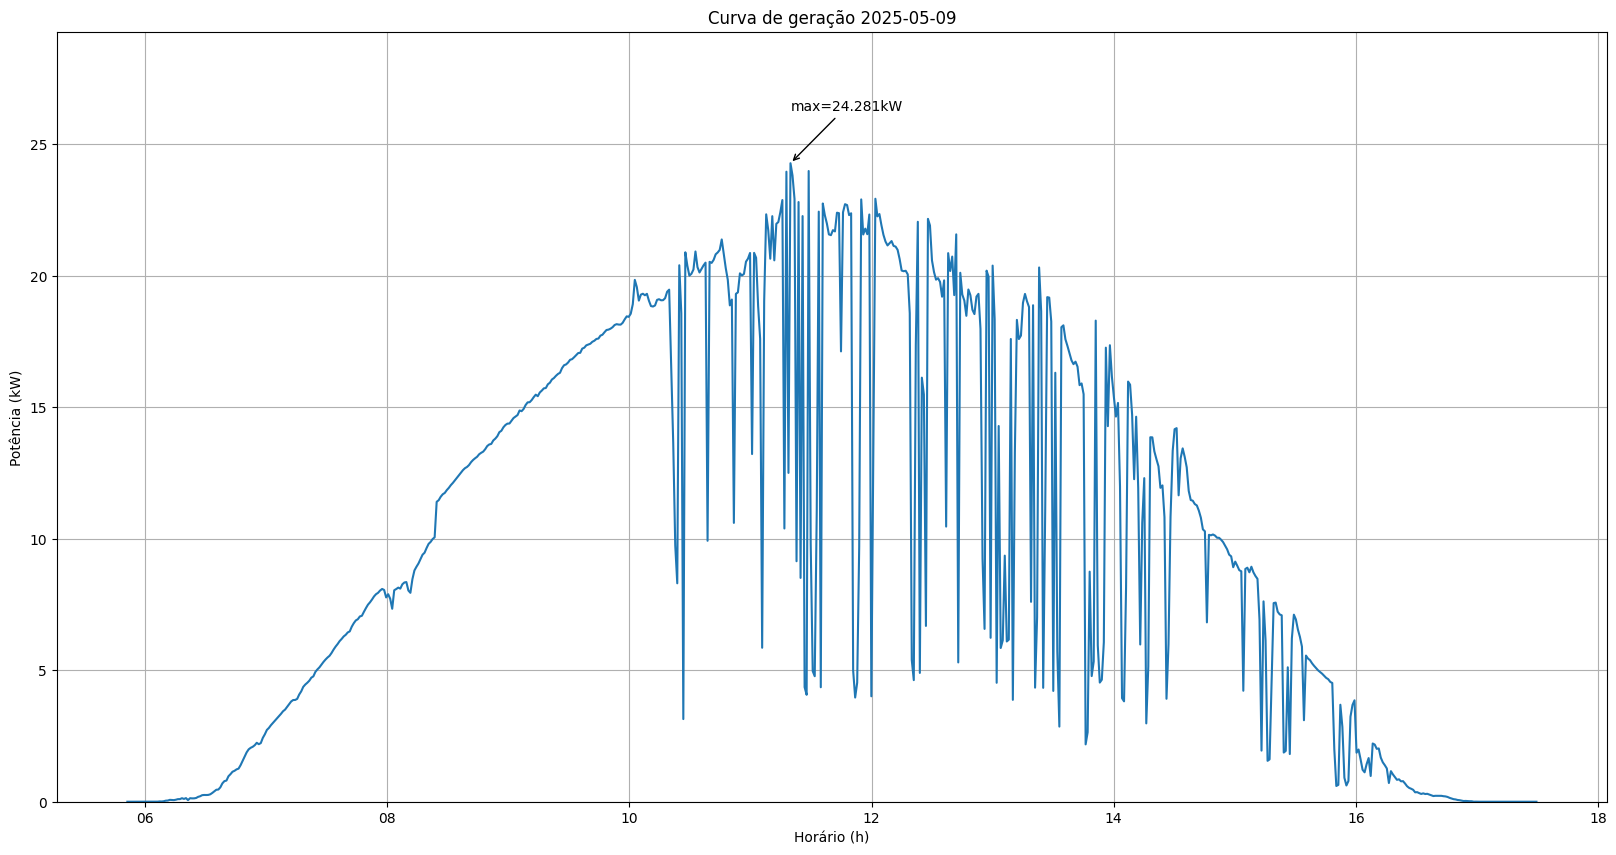 Curva de geração 2025-05-09
max=24.281kW
Potência (kW)
25
20
15
10
5
0
06 08 10 12 14 16 18
Horário (h)